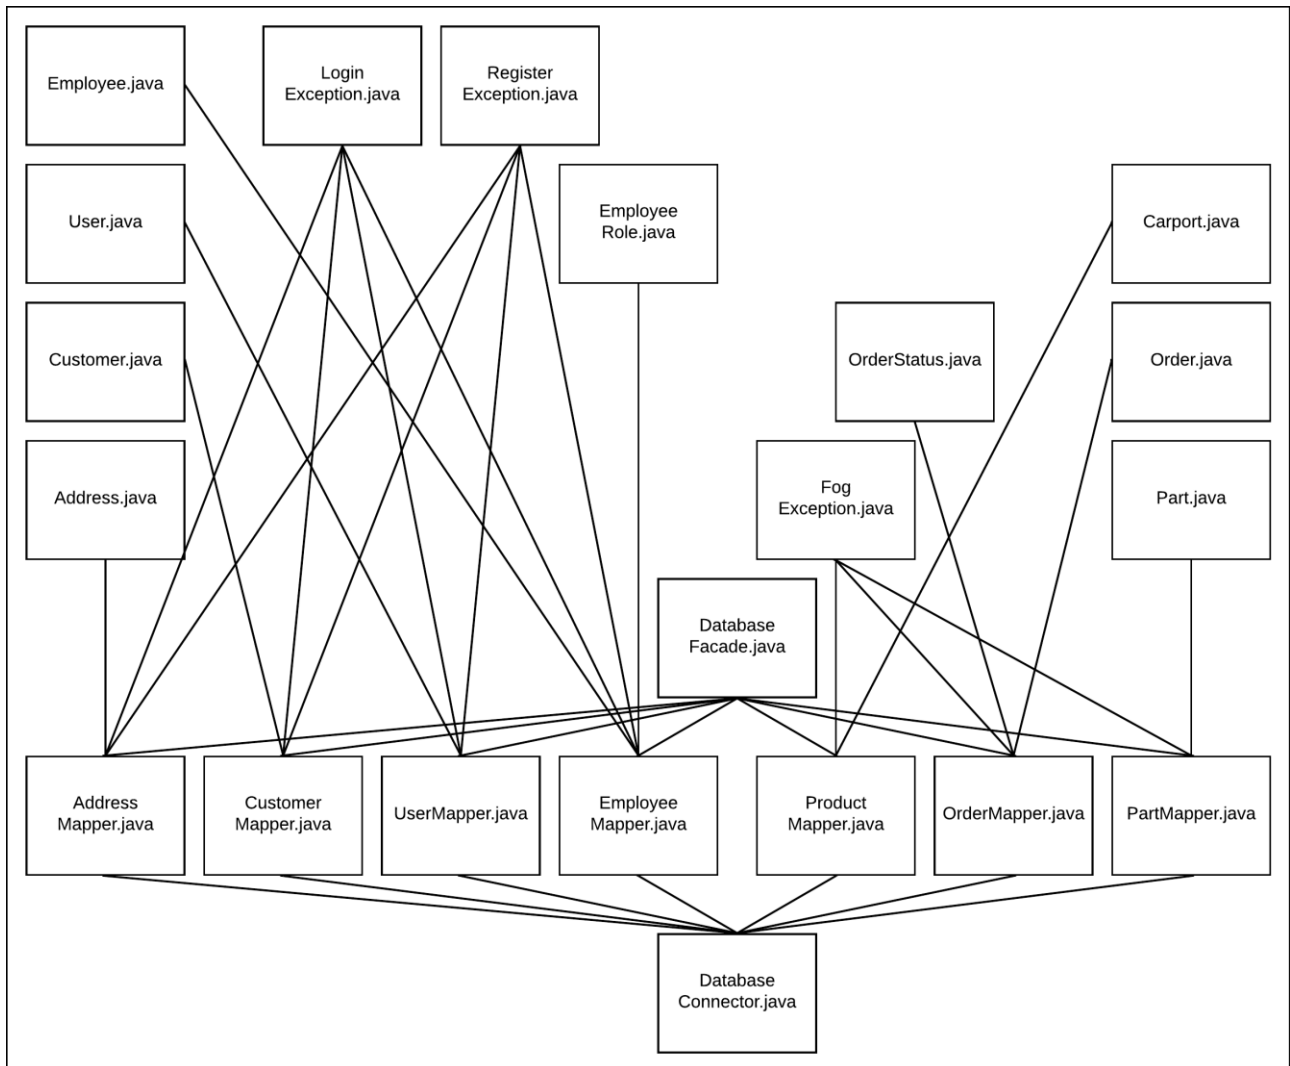 Employee.java
Login
Exception.java
Register
Exception.java
User.java
Employee
Role.java
Carport.java
Customer.java
OrderStatus.java
Order.java
Address.java
Fog
Exception.java
Part.java
Database
Facade.java
Address
Mapper.java
Customer
Mapper.java
UserMapper.java
Employee
Mapper.java
Product
Mapper.java
OrderMapper.java
PartMapper.java
Database
Connector.java